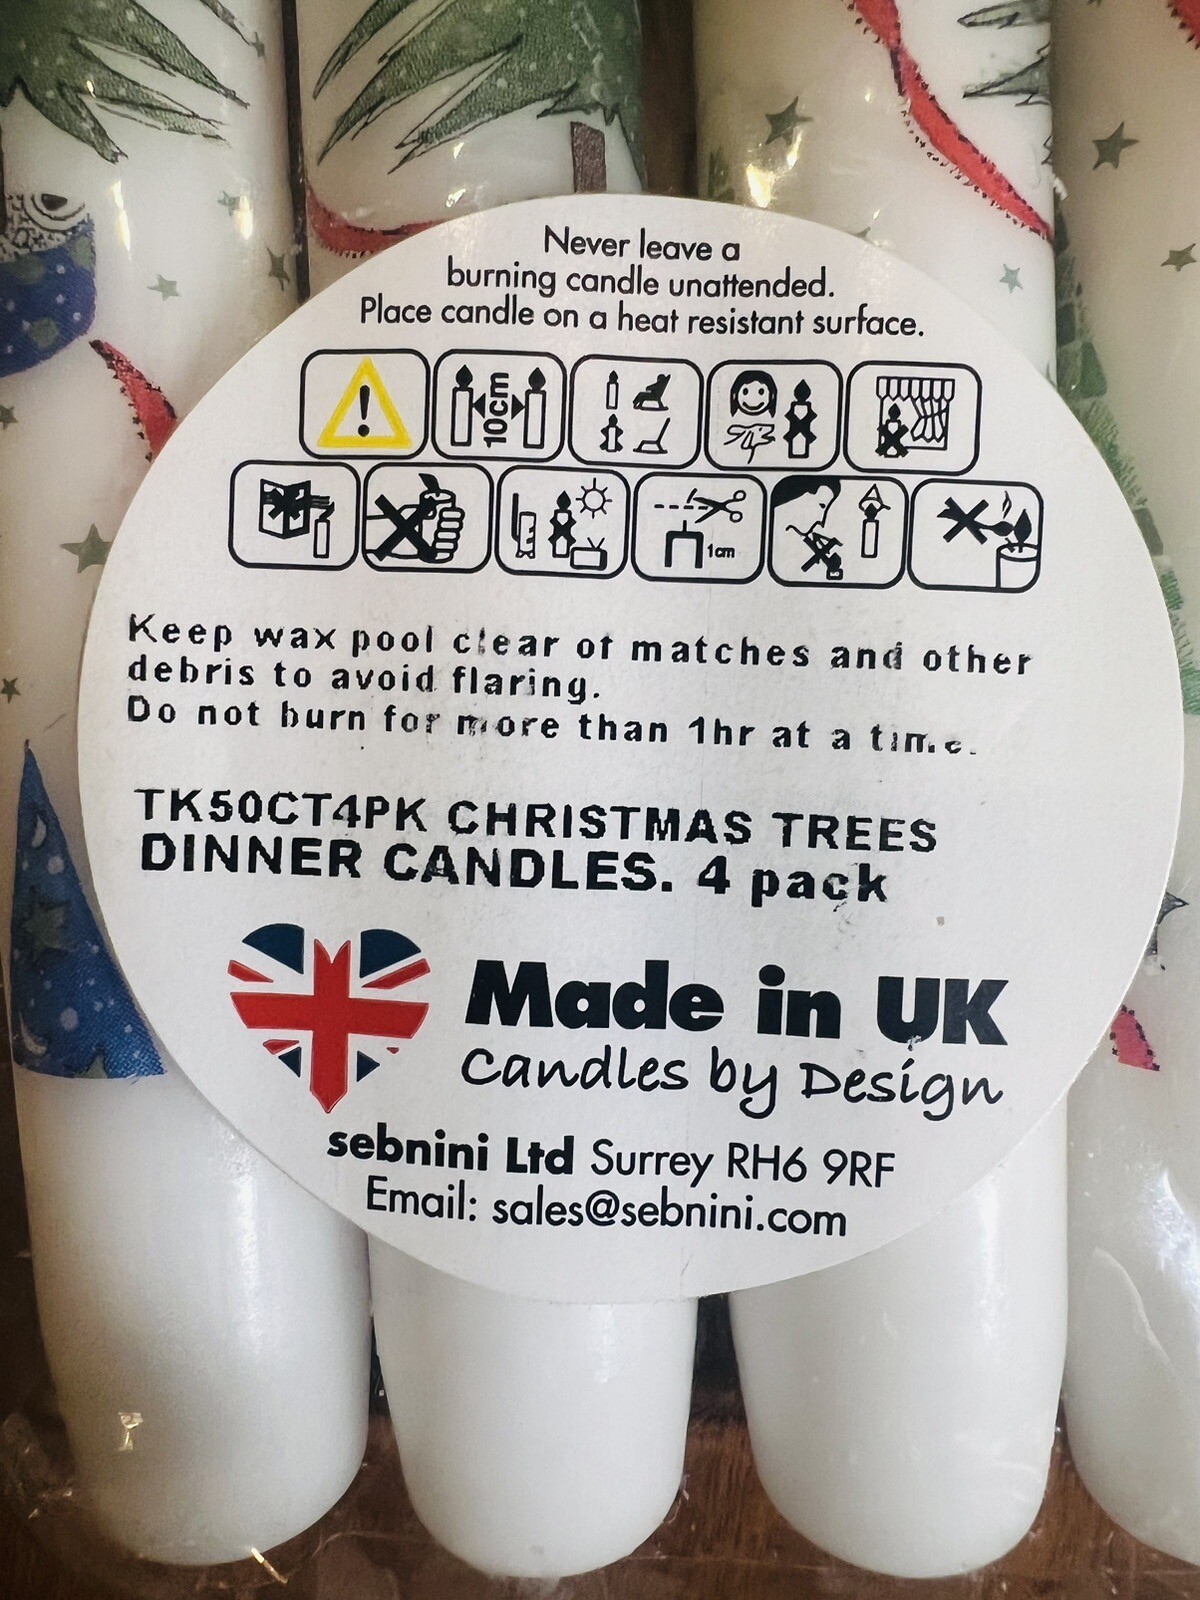 Never leave a
burning candle unattended.
Place candle on a heat resistant surface.
10cm
1cm
Keep wax pool clear of matches and other
debris to avoid flaring.
Do not burn for more than 1hr at a time.
TK50CT4PK CHRISTMAS TREES
DINNER CANDLES. 4 pack
Made in UK
Candles by Design
sebnini Ltd Surrey RH6 9RF
Email: sales@sebnini.com